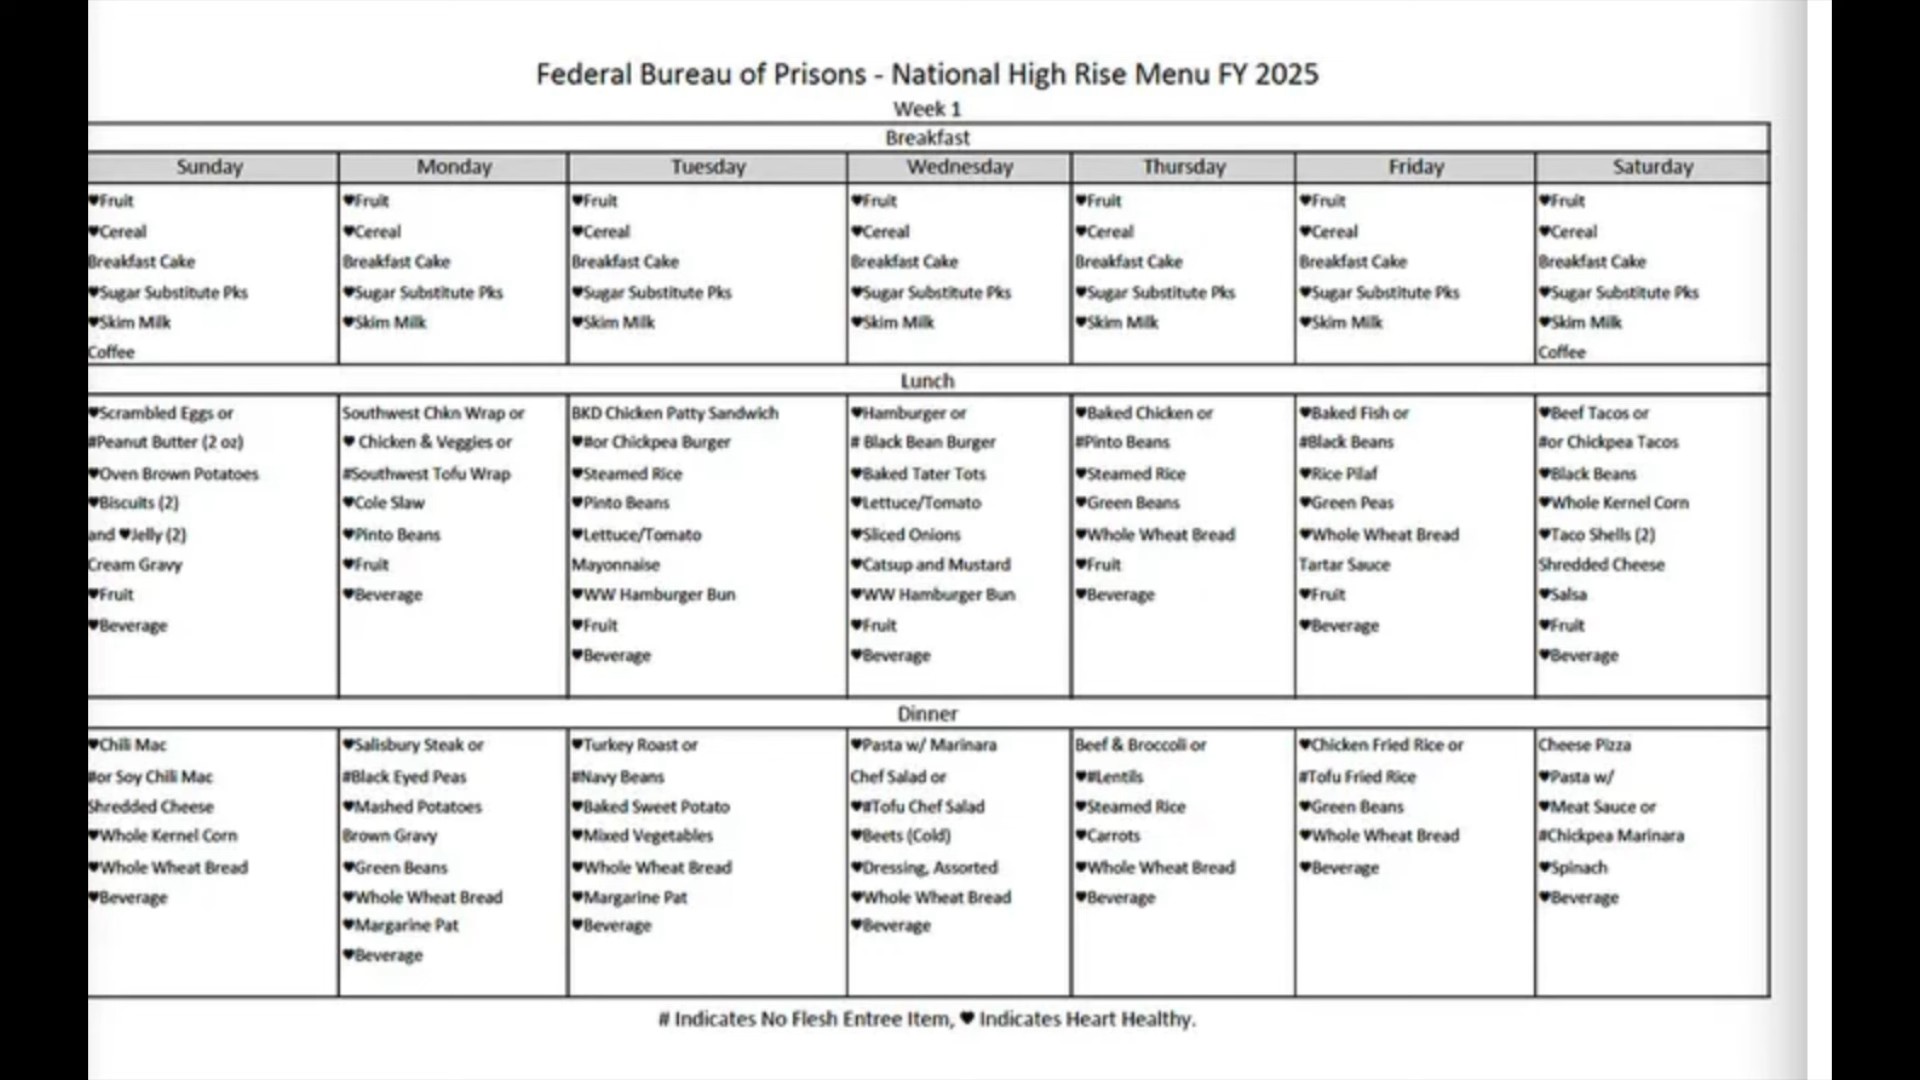 Federal Bureau of Prisons - National High Rise Menu FY 2025
Week 1
Breakfast
Sunday Monday Tuesday Wednesday Thursday Friday Saturday
♥Fruit ♥Fruit ♥Fruit ♥Fruit ♥Fruit ♥Fruit ♥Fruit
♥Cereal ♥Cereal ♥Cereal ♥Cereal ♥Cereal ♥Cereal ♥Cereal
Breakfast Cake Breakfast Cake Breakfast Cake Breakfast Cake Breakfast Cake Breakfast Cake Breakfast Cake
♥Sugar Substitute Pks ♥Sugar Substitute Pks ♥Sugar Substitute Pks ♥Sugar Substitute Pks ♥Sugar Substitute Pks ♥Sugar Substitute Pks ♥Sugar Substitute Pks
♥Skim Milk ♥Skim Milk ♥Skim Milk ♥Skim Milk ♥Skim Milk ♥Skim Milk ♥Skim Milk
Coffee Coffee
Lunch
♥Scrambled Eggs or Southwest Chkn Wrap or BKD Chicken Patty Sandwich ♥Hamburger or ♥Baked Chicken or ♥Baked Fish or ♥Beef Tacos or
#Peanut Butter (2 oz) ♥ Chicken & Veggies or ♥#or Chickpea Burger # Black Bean Burger #Pinto Beans #Black Beans #or Chickpea Tacos
♥Oven Brown Potatoes #Southwest Tofu Wrap ♥Steamed Rice ♥Baked Tater Tots ♥Steamed Rice ♥Rice Pilaf ♥Black Beans
♥Biscuits (2) ♥Cole Slaw ♥Pinto Beans ♥Lettuce/Tomato ♥Green Beans ♥Green Peas ♥Whole Kernel Corn
and ♥Jelly (2) ♥Pinto Beans ♥Lettuce/Tomato ♥Sliced Onions ♥Whole Wheat Bread ♥Whole Wheat Bread ♥Taco Shells (2)
Cream Gravy ♥Fruit Mayonnaise ♥Catsup and Mustard ♥Fruit Tartar Sauce Shredded Cheese
♥Fruit ♥Beverage ♥WW Hamburger Bun ♥WW Hamburger Bun ♥Beverage ♥Fruit ♥Salsa
♥Beverage ♥Fruit ♥Fruit ♥Beverage ♥Fruit
♥Beverage ♥Beverage ♥Beverage
Dinner
♥Chili Mac ♥Salisbury Steak or ♥Turkey Roast or ♥Pasta w/ Marinara Beef & Broccoli or ♥Chicken Fried Rice or Cheese Pizza
#or Soy Chili Mac #Black Eyed Peas #Navy Beans Chef Salad or ♥#Lentils #Tofu Fried Rice ♥Pasta w/
Shredded Cheese ♥Mashed Potatoes ♥Baked Sweet Potato ♥#Tofu Chef Salad ♥Steamed Rice ♥Green Beans ♥Meat Sauce or
♥Whole Kernel Corn Brown Gravy ♥Mixed Vegetables ♥Beets (Cold) ♥Carrots ♥Whole Wheat Bread #Chickpea Marinara
♥Whole Wheat Bread ♥Green Beans ♥Whole Wheat Bread ♥Dressing, Assorted ♥Whole Wheat Bread ♥Beverage ♥Spinach
♥Beverage ♥Whole Wheat Bread ♥Margarine Pat ♥Whole Wheat Bread ♥Beverage ♥Beverage
♥Margarine Pat ♥Beverage ♥Beverage
♥Beverage
# Indicates No Flesh Entree Item, ♥ Indicates Heart Healthy.